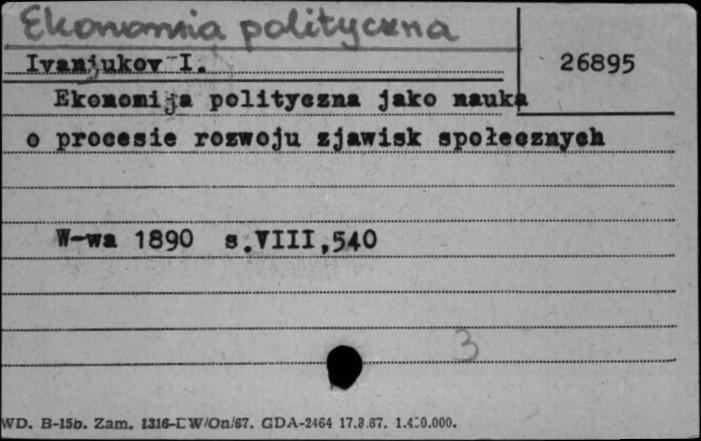 Ekonomia polityczna
Ivanjukov I.
26895
Ekonomija polityczna jako nauka
o procesie rozwoju zjawisk społecznych
W-wa 1890 s.VIII,540
3
WD. B-15b. Zam. 1316-DW/On/67. GDA-2464 17.8.67. 1.400.000.